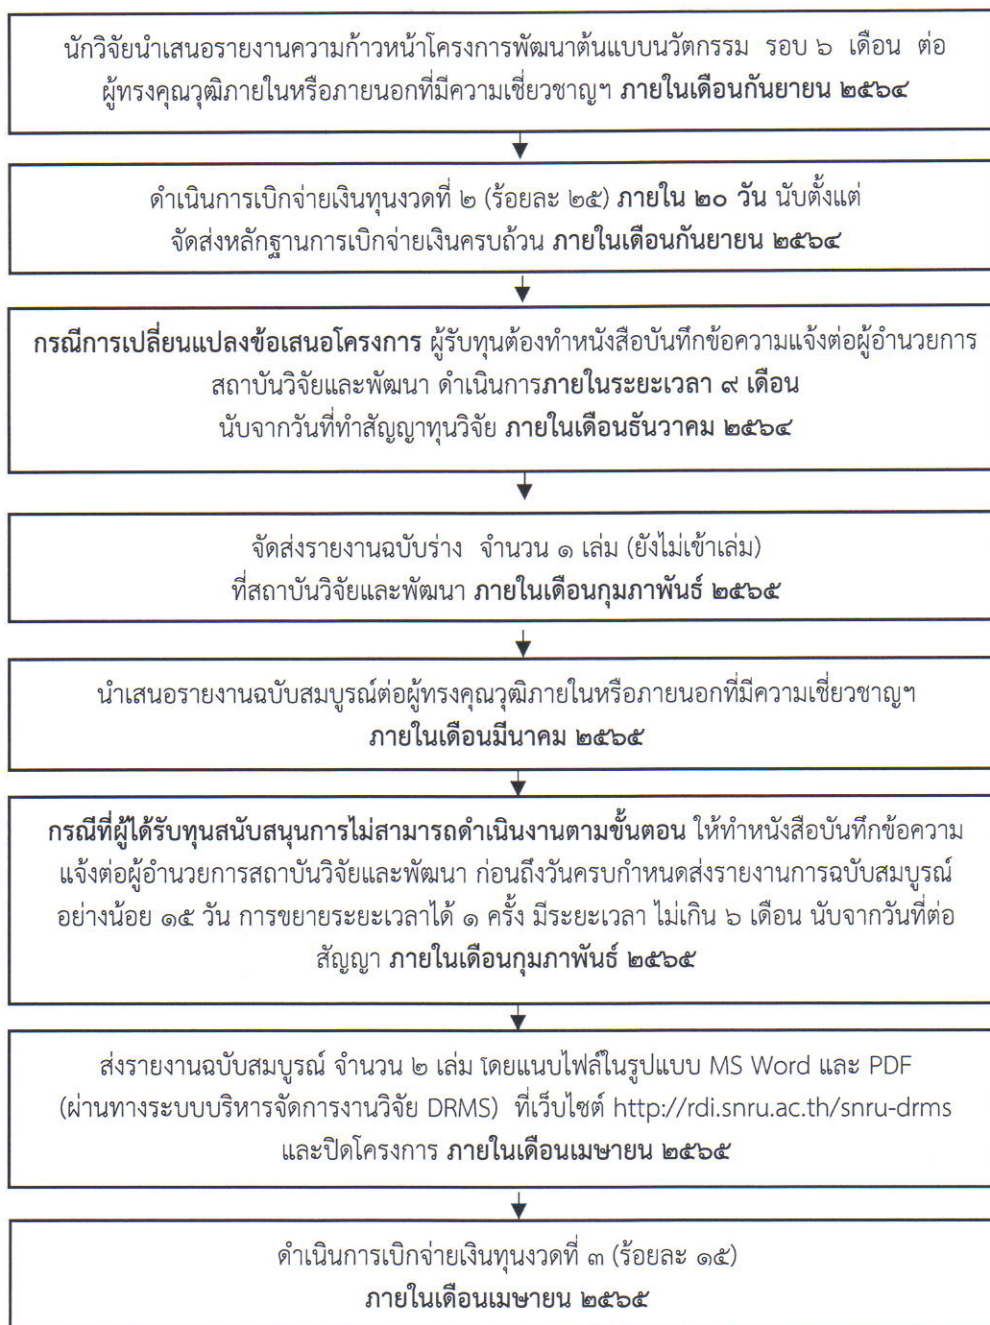 นักวิจัยนำเสนอรายงานความก้าวหน้าโครงการพัฒนาต้นแบบนวัตกรรม รอบ ๖ เดือน ต่อ
ผู้ทรงคุณวุฒิภายในหรือภายนอกที่มีความเชี่ยวชาญฯ ภายในเดือนกันยายน ๒๕๖๔
ดำเนินการเบิกจ่ายเงินทุนงวดที่ ๒ (ร้อยละ ๒๕) ภายใน ๒๐ วัน นับตั้งแต่
จัดส่งหลักฐานการเบิกจ่ายเงินครบถ้วน ภายในเดือนกันยายน ๒๕๖๔
กรณีการเปลี่ยนแปลงข้อเสนอโครงการ ผู้รับทุนต้องทำหนังสือบันทึกข้อความแจ้งต่อผู้อำนวยการ
สถาบันวิจัยและพัฒนา ดำเนินการภายในระยะเวลา ๙ เดือน
นับจากวันที่ทำสัญญาทุนวิจัย ภายในเดือนธันวาคม ๒๕๖๔
จัดส่งรายงานฉบับร่าง จำนวน ๑ เล่ม (ยังไม่เข้าเล่ม)
ที่สถาบันวิจัยและพัฒนา ภายในเดือนกุมภาพันธ์ ๒๕๖๕
นำเสนอรายงานฉบับสมบูรณ์ต่อผู้ทรงคุณวุฒิภายในหรือภายนอกที่มีความเชี่ยวชาญฯ
ภายในเดือนมีนาคม ๒๕๖๕
กรณีที่ผู้ได้รับทุนสนับสนุนการไม่สามารถดำเนินงานตามขั้นตอน ให้ทำหนังสือบันทึกข้อความ
แจ้งต่อผู้อำนวยการสถาบันวิจัยและพัฒนา ก่อนถึงวันครบกำหนดส่งรายงานการฉบับสมบูรณ์
อย่างน้อย ๑๕ วัน การขยายระยะเวลาได้ ๑ ครั้ง มีระยะเวลา ไม่เกิน ๖ เดือน นับจากวันที่ต่อ
สัญญา ภายในเดือนกุมภาพันธ์ ๒๕๖๕
ส่งรายงานฉบับสมบูรณ์ จำนวน ๒ เล่ม โดยแนบไฟล์ในรูปแบบ MS Word และ PDF
(ผ่านทางระบบบริหารจัดการงานวิจัย DRMS) ที่เว็บไซต์ http://rdi.snru.ac.th/snru-drms
และปิดโครงการ ภายในเดือนเมษายน ๒๕๖๕
ดำเนินการเบิกจ่ายเงินทุนงวดที่ ๓ (ร้อยละ ๑๕)
ภายในเดือนเมษายน ๒๕๖๕